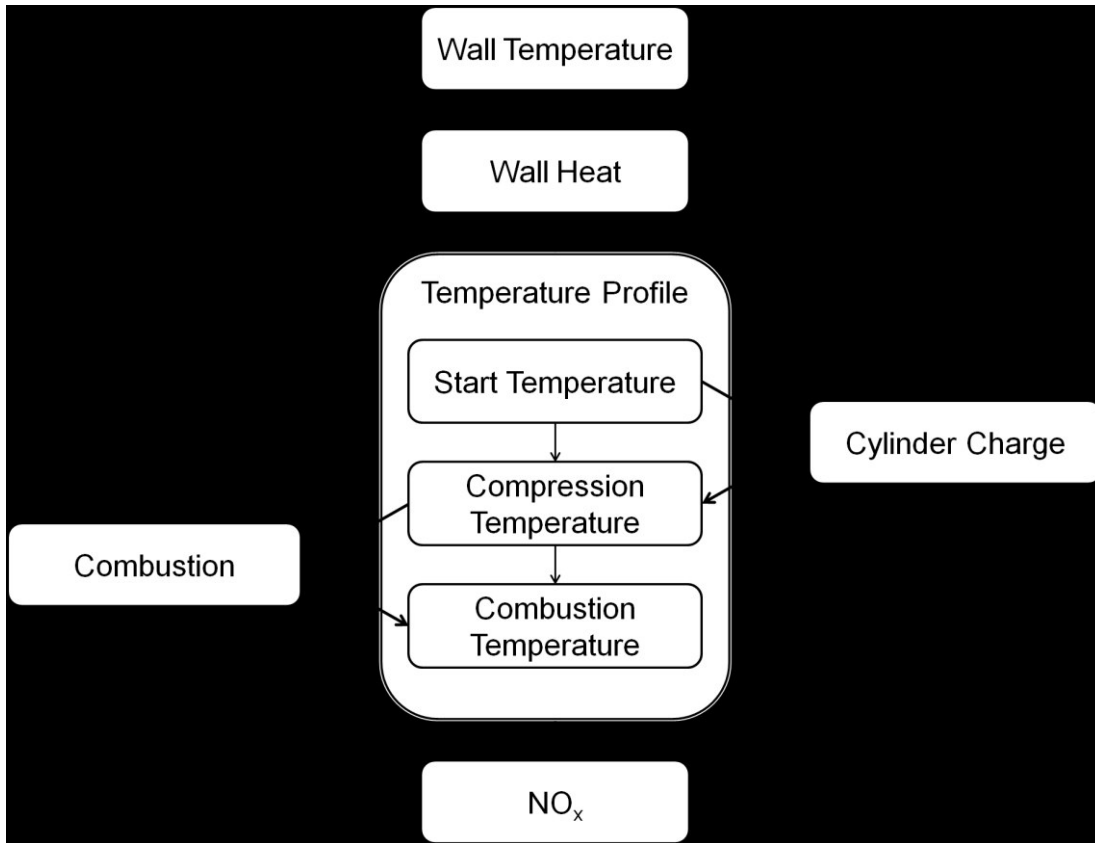 Wall Temperature
Wall Heat
Temperature Profile
Start Temperature
Cylinder Charge
Compression
Temperature
Combustion
Combustion
Temperature
NOₓ